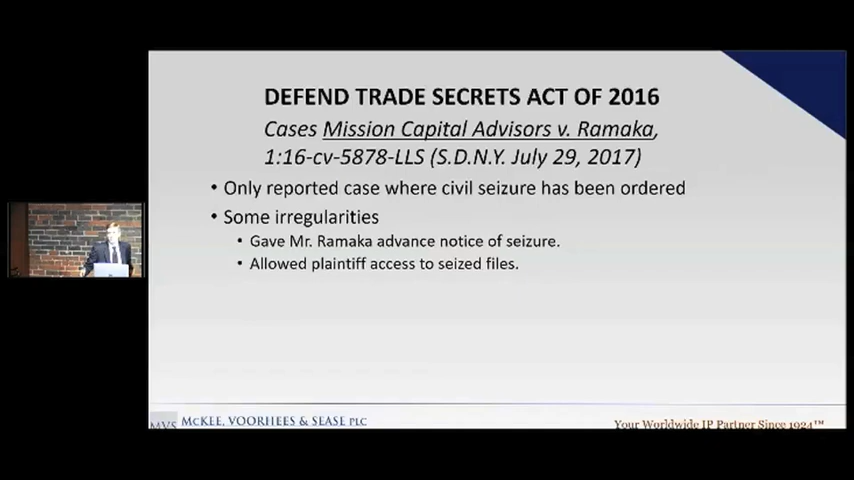 DEFEND TRADE SECRETS ACT OF 2016
Cases Mission Capital Advisors v. Ramaka,
1:16-cv-5878-LLS (S.D.N.Y. July 29, 2017)
• Only reported case where civil seizure has been ordered
• Some irregularities
• Gave Mr. Ramaka advance notice of seizure.
• Allowed plaintiff access to seized files.
MVS MCKEE, VOORHEES & SEASE PLC
Your Worldwide IP Partner Since 1924™